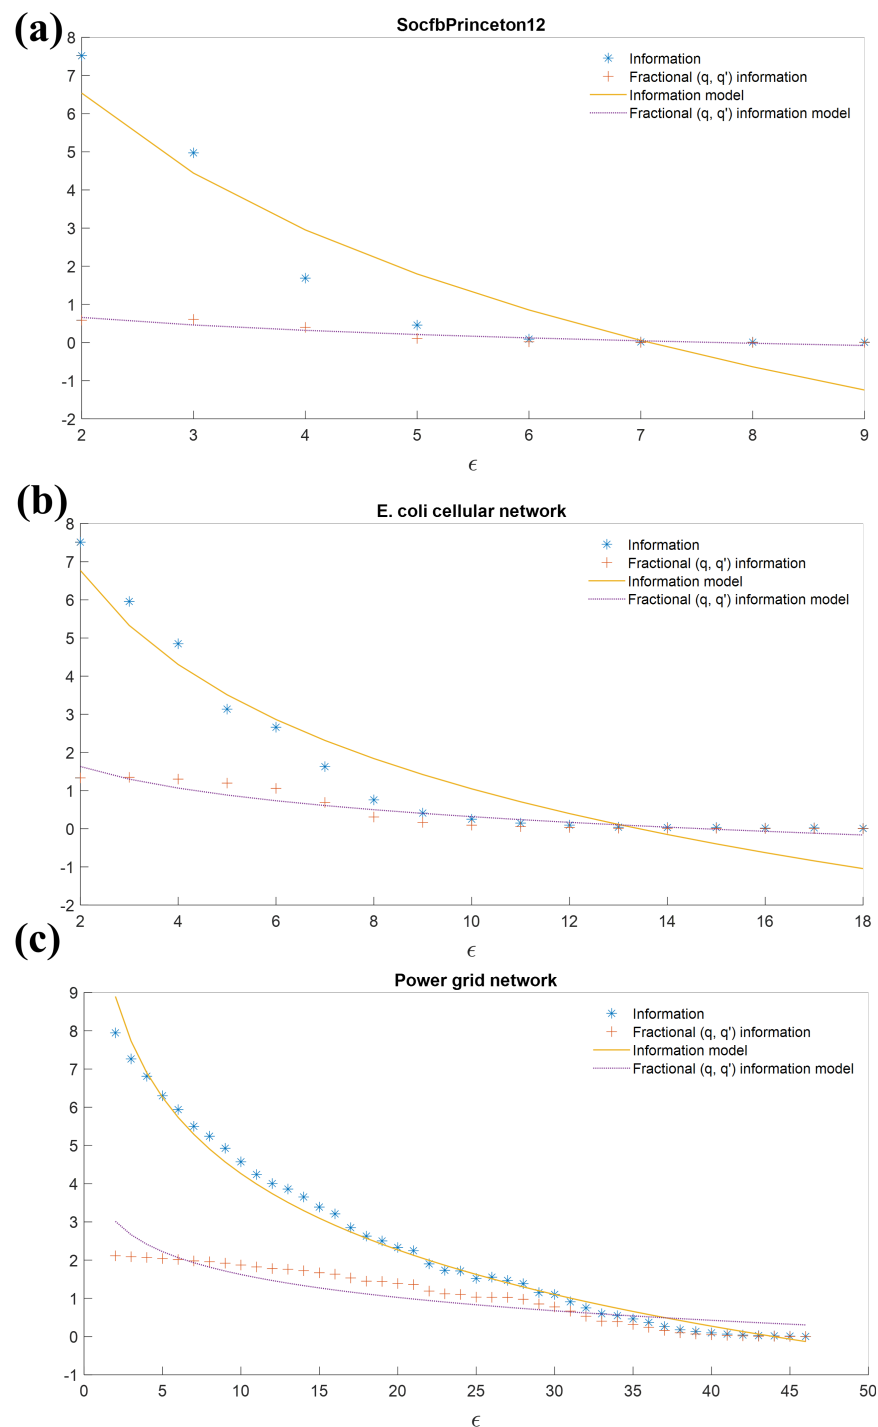 (a)
SocfbPrinceton12
8
7
6
5
4
3
2
1
0
-1
-2
Information
Fractional (q, q') information
Information model
Fractional (q, q') information model
2 3 4 5 6 7 8 9
ϵ
(b)
E. coli cellular network
8
7
6
5
4
3
2
1
0
-1
-2
Information
Fractional (q, q') information
Information model
Fractional (q, q') information model
2 4 6 8 10 12 14 16 18
ϵ
(c)
Power grid network
9
8
7
6
5
4
3
2
1
0
-1
Information
Fractional (q, q') information
Information model
Fractional (q, q') information model
0 5 10 15 20 25 30 35 40 45 50
ϵ